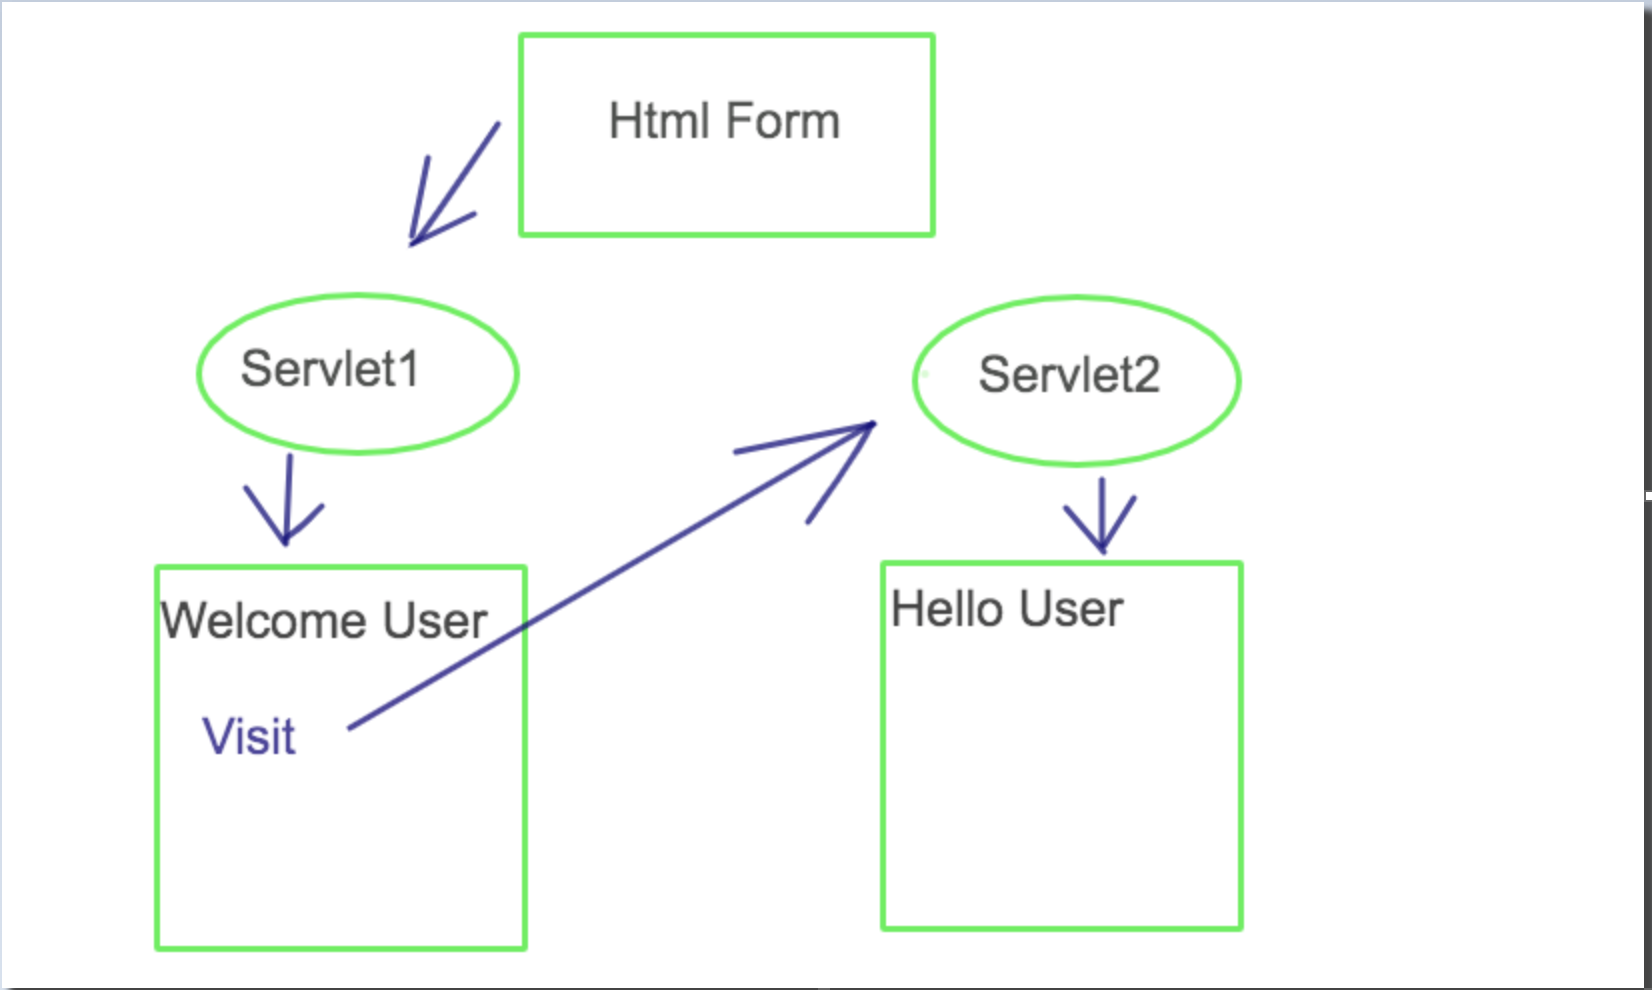 Html Form
Servlet1
Servlet2
Welcome User
Visit
Hello User